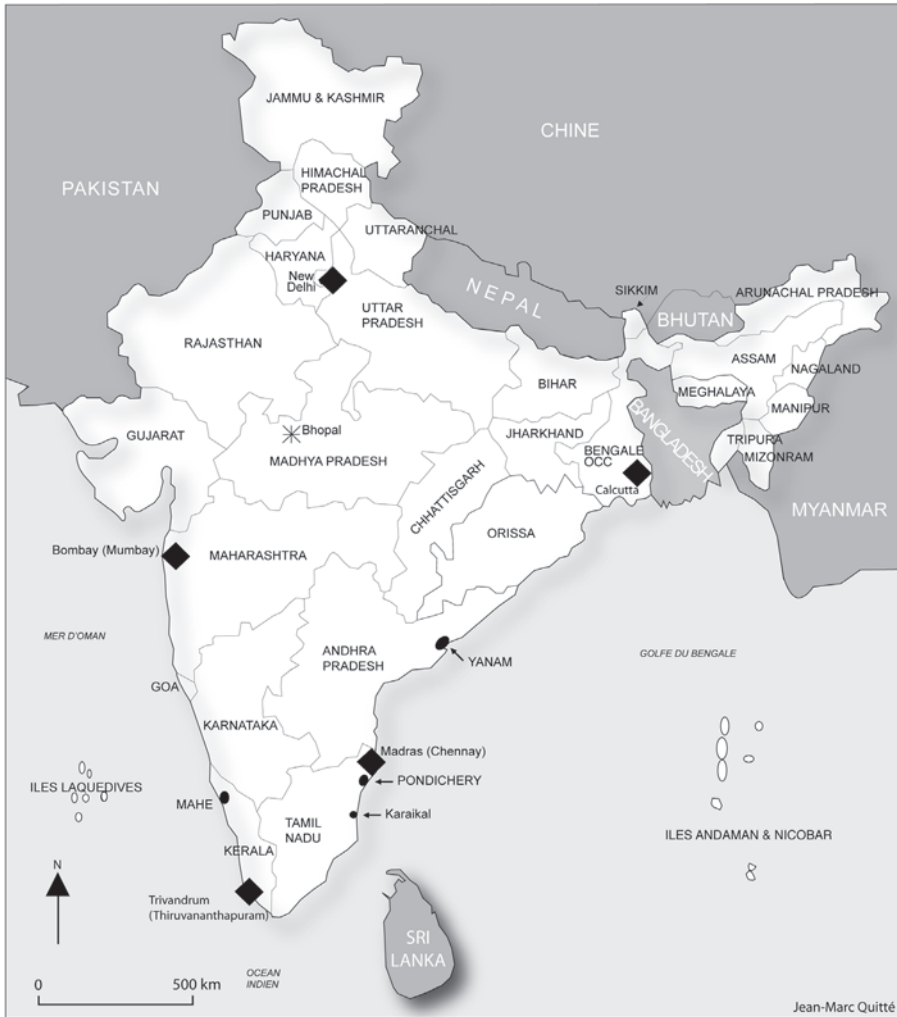 JAMMU & KASHMIR
CHINE
HIMACHAL
PRADESH
PAKISTAN
PUNJAB
UTTARANCHAL
HARYANA
New
Delhi
NEPAL
SIKKIM
ARUNACHAL PRADESH
BHUTAN
UTTAR
PRADESH
RAJASTHAN
ASSAM
NAGALAND
BIHAR
MEGHALAYA
MANIPUR
BANGLADESH
GUJARAT
Bhopal
JHARKHAND
TRIPURA
MIZONRAM
MADHYA PRADESH
BENGALE
OCC
Calcutta
CHHATTISGARH
MYANMAR
ORISSA
Bombay (Mumbay)
MAHARASHTRA
MER D'OMAN
ANDHRA
PRADESH
YANAM
GOLFE DU BENGALE
GOA
KARNATAKA
Madras (Chennay)
PONDICHERY
ILES LAQUEDIVES
MAHE
Karaikal
TAMIL
NADU
ILES ANDAMAN & NICOBAR
KERALA
N
Trivandrum
(Thiruvananthapuram)
SRI
LANKA
OCEAN
INDIEN
0 500 km
Jean-Marc Quitté